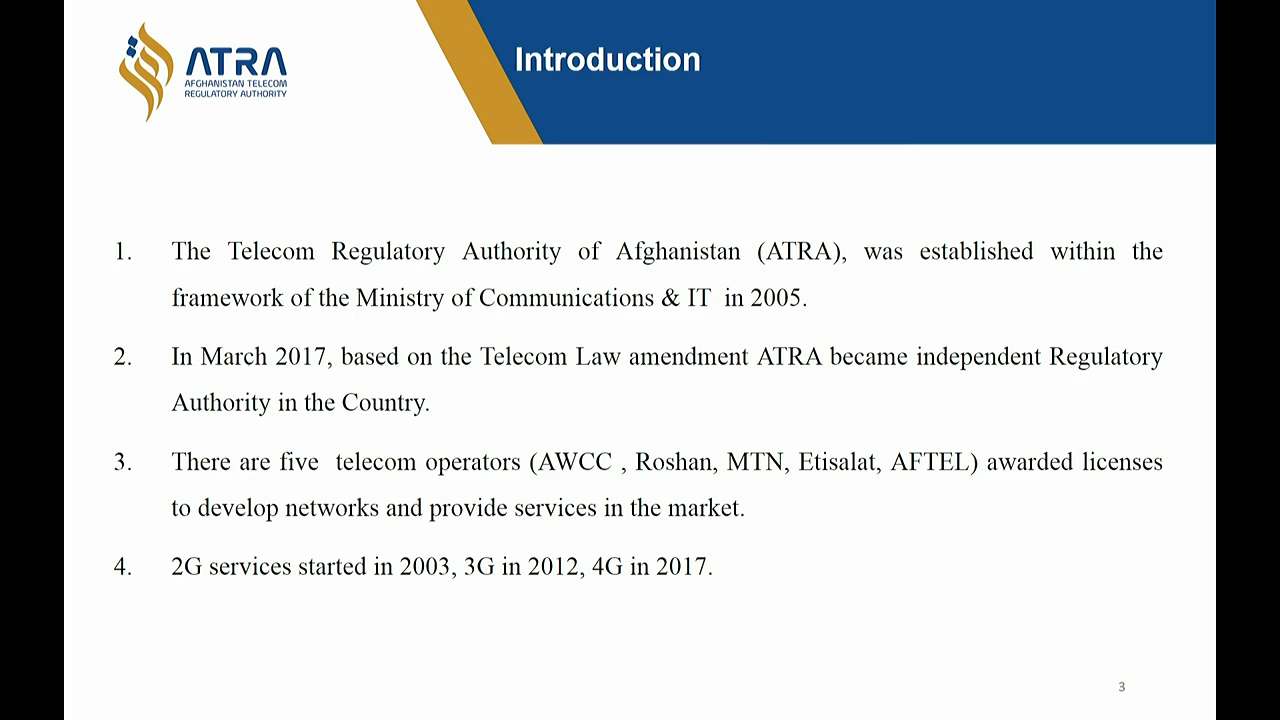 ATRA
AFGHANISTAN TELECOM
REGULATORY AUTHORITY
Introduction
1. The Telecom Regulatory Authority of Afghanistan (ATRA), was established within the
framework of the Ministry of Communications & IT  in 2005.
2. In March 2017, based on the Telecom Law amendment ATRA became independent Regulatory
Authority in the Country.
3. There are five  telecom operators (AWCC , Roshan, MTN, Etisalat, AFTEL) awarded licenses
to develop networks and provide services in the market.
4. 2G services started in 2003, 3G in 2012, 4G in 2017.
3